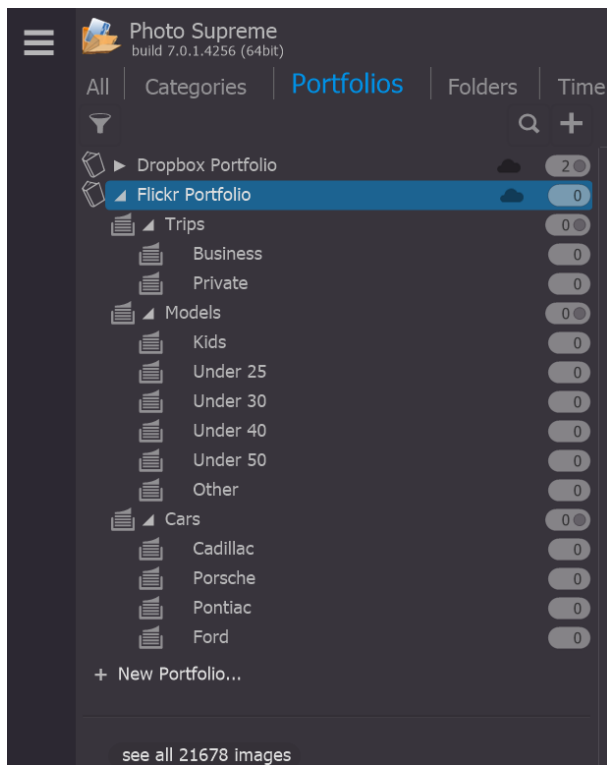 Photo Supreme
build 7.0.1.4256 (64bit)
All Categories Portfolios Folders Time
Dropbox Portfolio 2
Flickr Portfolio 0
Trips 0
Business 0
Private 0
Models 0
Kids 0
Under 25 0
Under 30 0
Under 40 0
Under 50 0
Other 0
Cars 0
Cadillac 0
Porsche 0
Pontiac 0
Ford 0
+ New Portfolio...
see all 21678 images